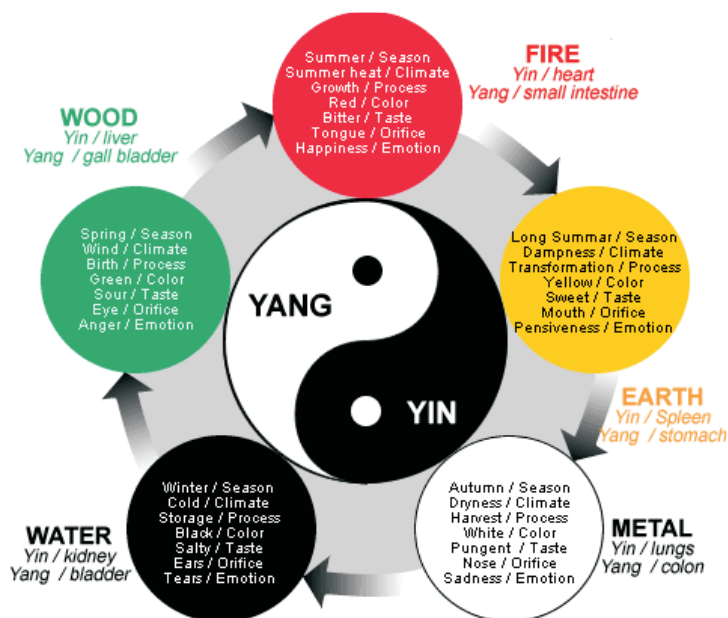 Summer / Season
Summer heat / Climate
Growth / Process
Red / Color
Bitter / Taste
Tongue / Orifice
Happiness / Emotion
FIRE
Yin / heart
Yang / small intestine
WOOD
Yin / liver
Yang / gall bladder
Spring / Season
Wind / Climate
Birth / Process
Green / Color
Sour / Taste
Eye / Orifice
Anger / Emotion
YANG
YIN
Long Summar / Season
Dampness / Climate
Transformation / Process
Yellow / Color
Sweet / Taste
Mouth / Orifice
Pensiveness / Emotion
EARTH
Yin / Spleen
Yang / stomach
WATER
Yin / kidney
Yang / bladder
Winter / Season
Cold / Climate
Storage / Process
Black / Color
Salty / Taste
Ears / Orifice
Tears / Emotion
Autumn / Season
Dryness / Climate
Harvest / Process
White / Color
Pungent / Taste
Nose / Orifice
Sadness / Emotion
METAL
Yin / lungs
Yang / colon